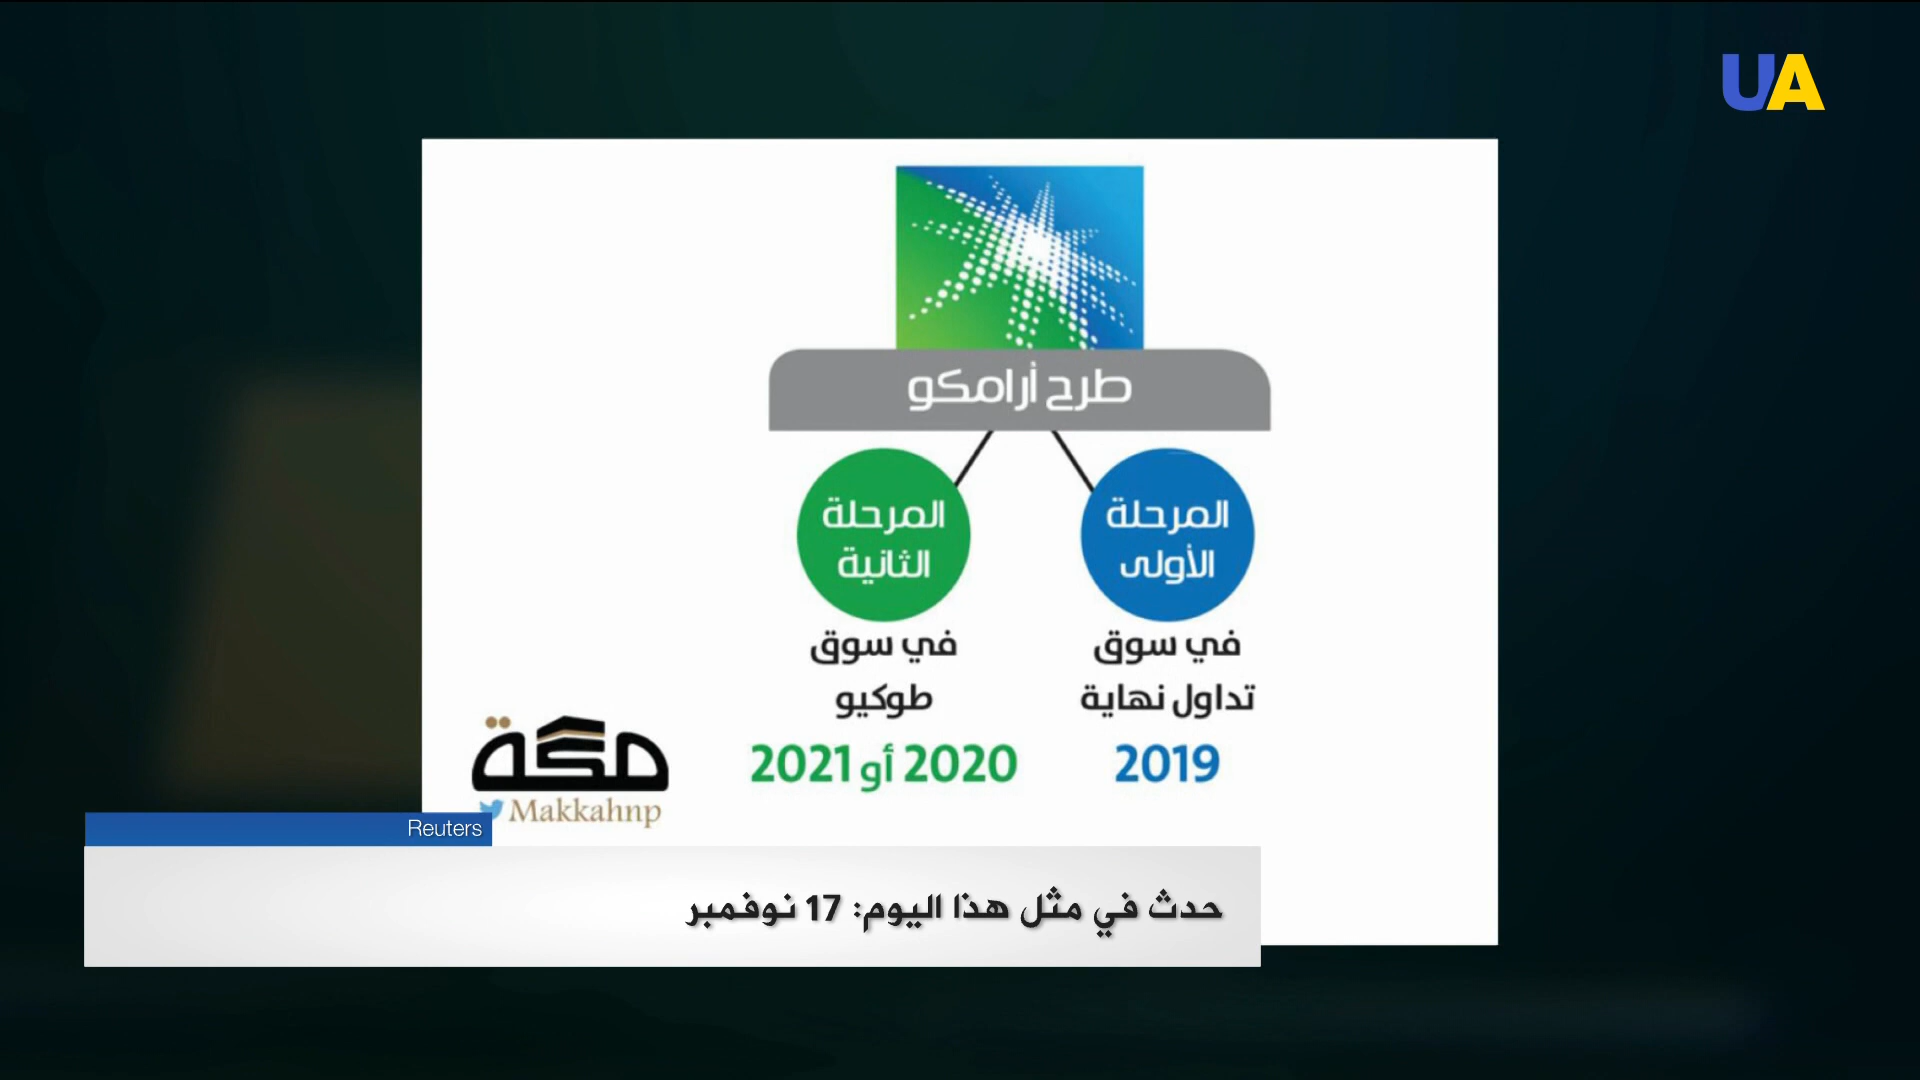 UA
طرح أرامكو
المرحلة
الأولى
في سوق
تداول نهاية
2019
المرحلة
الثانية
في سوق
طوكيو
2020 أو 2021
مكة
Makkahnp
Reuters
حدث في مثل هذا اليوم: 17 نوفمبر